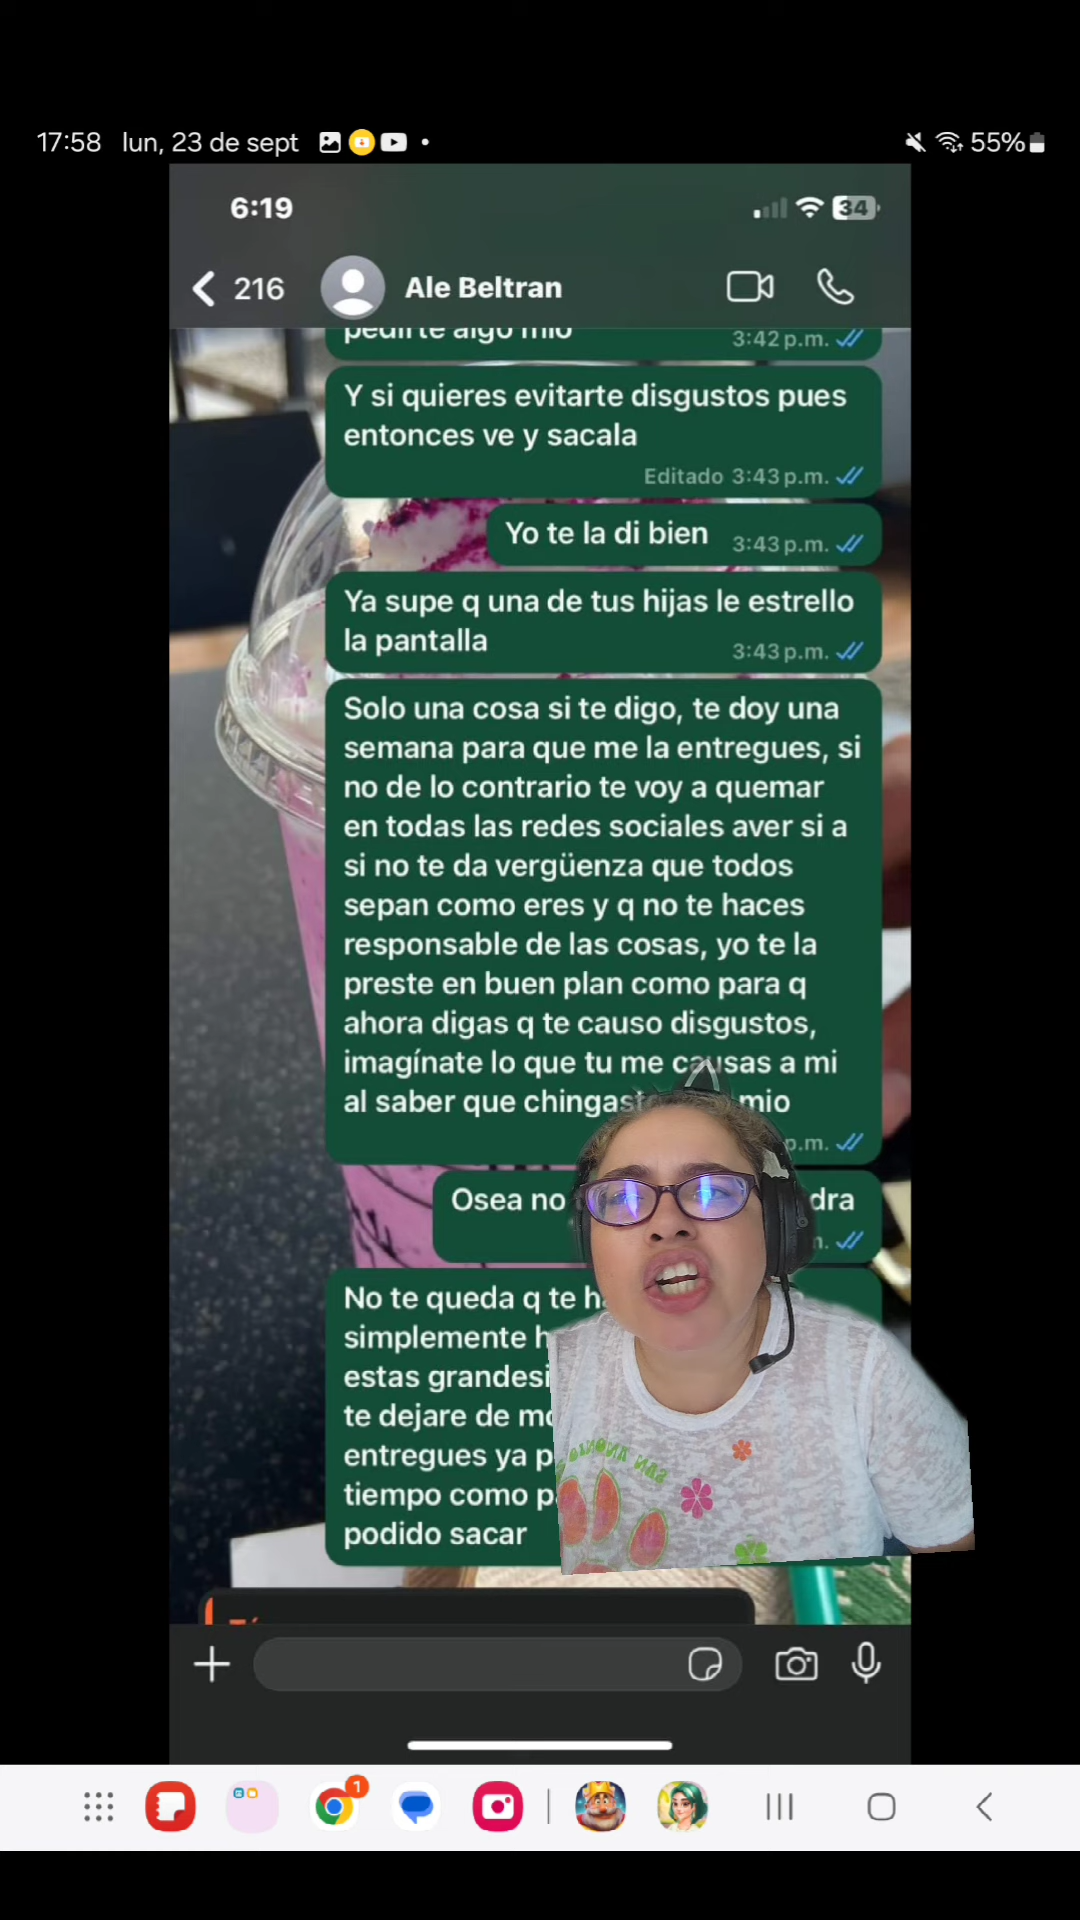 17:58 lun, 23 de sept
55%
6:19
34
216 Ale Beltran
pedirte algo mio
3:42 p.m.
Y si quieres evitarte disgustos pues
entonces ve y sacala
Editado 3:43 p.m.
Yo te la di bien 3:43 p.m.
Ya supe q una de tus hijas le estrello
la pantalla
3:43 p.m.
Solo una cosa si te digo, te doy una
semana para que me la entregues, si
no de lo contrario te voy a quemar
en todas las redes sociales aver si a
si no te da vergüenza que todos
sepan como eres y q no te haces
responsable de las cosas, yo te la
preste en buen plan como para q
ahora digas q te causo disgustos,
imagínate lo que tu me causas a mi
al saber que mio
p.m.
Osea no
No te queda q te
simplemente
estas
te dejare de
entregues ya
tiempo como
podido sacar
SAN ANTONIO
1